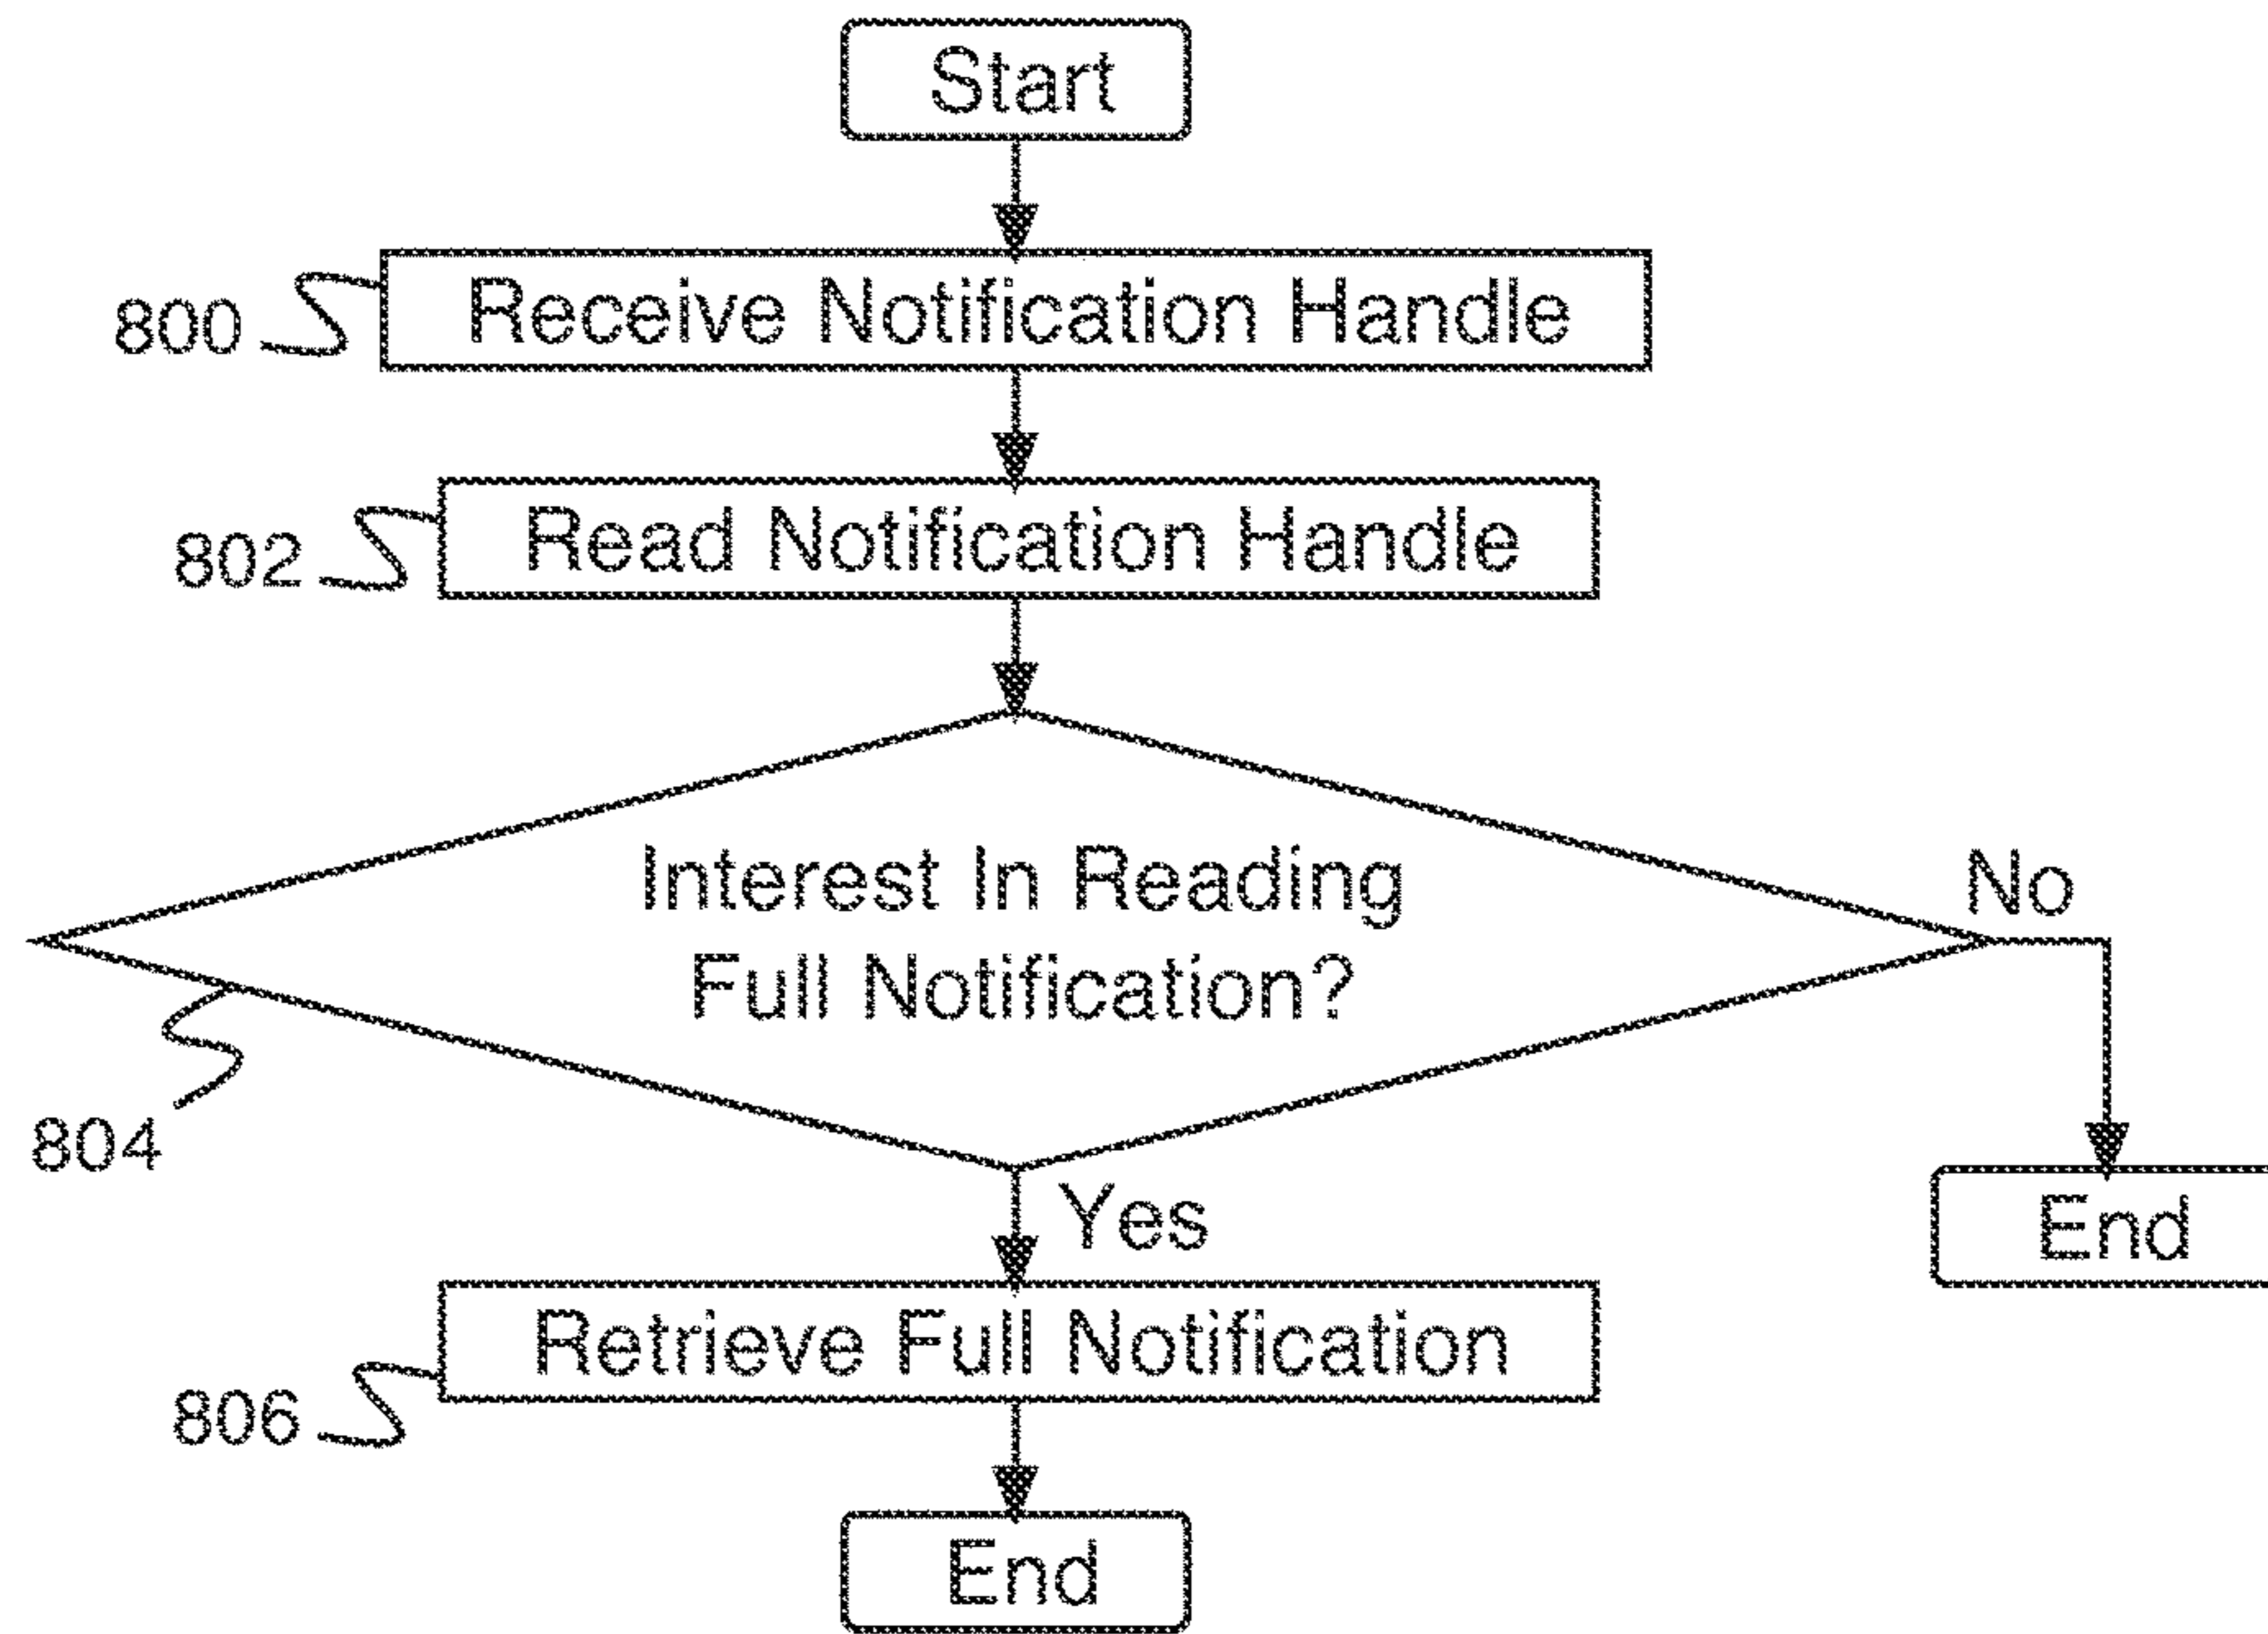 Start
800
Receive Notification Handle
802
Read Notification Handle
Interest In Reading
Full Notification?
No
804
Yes
End
Retrieve Full Notification
806
End